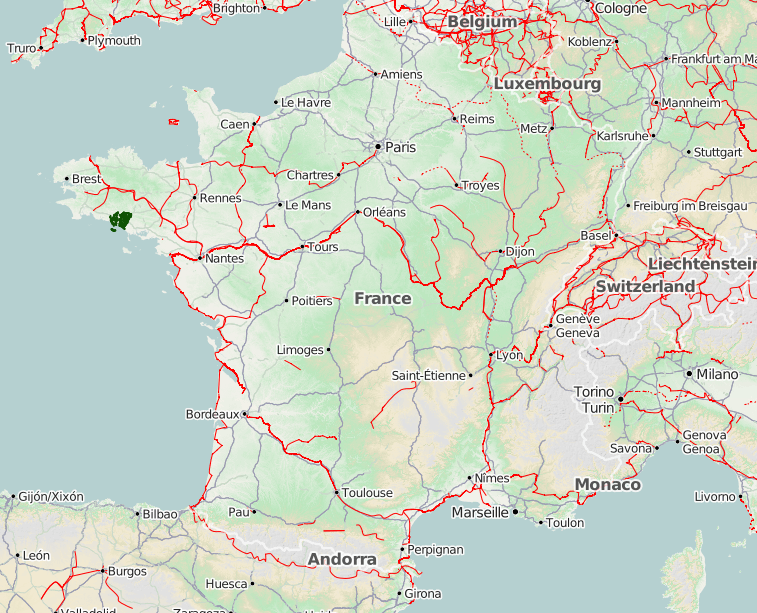 Brighton
Lille
Belgium
Cologne
Truro
Plymouth
Koblenz
Amiens
Frankfurt am Ma
Luxembourg
Le Havre
Mannheim
Caen
Reims
Metz
Karlsruhe
Paris
Stuttgart
Chartres
Brest
Troyes
Rennes
Le Mans
Orléans
Freiburg im Breisgau
Basel
Tours
Dijon
Nantes
Liechtenstein
Switzerland
Poitiers
France
Genève
Geneva
Limoges
Lyon
Saint-Étienne
Milano
Torino
Turin
Bordeaux
Savona
Genova
Genoa
Nîmes
Monaco
Toulouse
Gijón/Xixón
Livorno
Bilbao
Pau
Marseille
Toulon
León
Andorra
Perpignan
Burgos
Huesca
Girona
Valladolid
Zaragoza